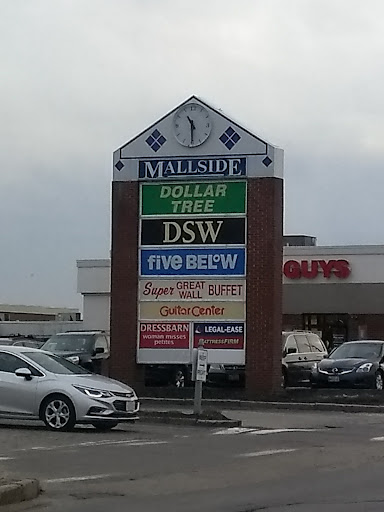 MALLSIDE
DOLLAR
TREE
DSW
five BELOW
Super GREAT WALL BUFFET
Guitar Center
DRESSBARN
woman misses
petites
LEGAL-EASE
MATTRESSFIRM
GUYS